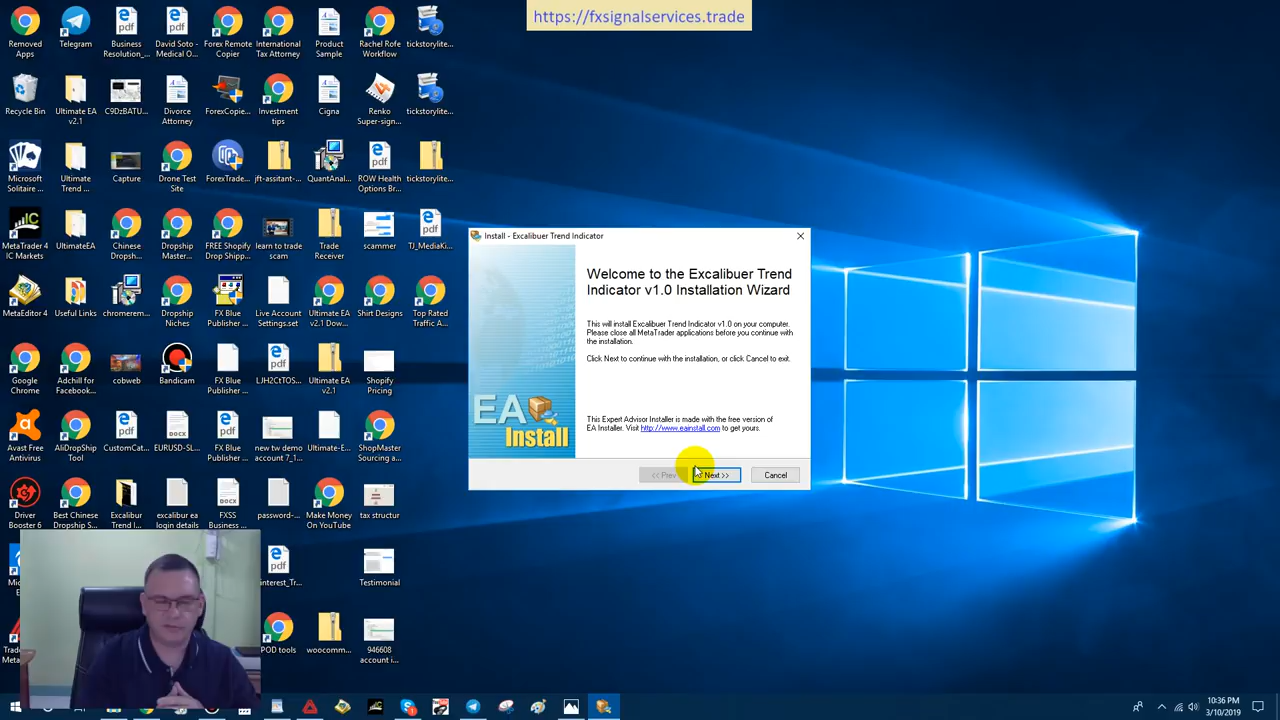 https://fxsignalservices.trade
Removed Apps
Telegram
Business Resolution_...
David Soto - Medical O...
Forex Remote Copier
International Tax Attorney
Product Sample
Rachel Rofe Workflow
tickstorylite...
Recycle Bin
Ultimate EA v2.1
C9DzBATU...
Divorce Attorney
ForexCopie...
Investment tips
Cigna
Renko Super-sign...
tickstorylite...
Microsoft Solitaire ...
Ultimate Trend ...
Capture
Drone Test Site
ForexTrade...
jft-assitant-...
QuantAnal...
ROW Health Options Br...
tickstorylite...
MetaTrader 4 IC Markets
UltimateEA
Chinese Dropsh...
Dropship Master...
FREE Shopify Drop Shipp...
learn to trade scam
Trade Receiver
scammer
TJ_MediaKi...
MetaEditor 4
Useful Links
chromerem...
Dropship Niches
FX Blue Publisher ...
Live Account Settings.set
Ultimate EA v2.1 Dow...
Shirt Designs
Top Rated Traffic A...
Google Chrome
Adchill for Facebook...
cobweb
Bandicam
FX Blue Publisher ...
LJH2CtTOS...
Ultimate EA v2.1
Shopify Pricing
Avast Free Antivirus
AliDropShip Tool
CustomCat...
EURUSD-SL...
FX Blue Publisher ...
new tw demo account 7_1...
Ultimate-E...
ShopMaster Sourcing a...
Driver Booster 6
Best Chinese Dropship S...
Excalibur Trend I...
excalibur ea login details
FXSS Business ...
password-...
Make Money On YouTube
tax structure
interest_Tr...
Testimonial
POD tools
woocomm...
946608 account i...
Install - Excalibuer Trend Indicator
Welcome to the Excalibuer Trend
Indicator v1.0 Installation Wizard
This will install Excalibuer Trend Indicator v1.0 on your computer.
Please close all MetaTrader applications before you continue with
the installation.
Click Next to continue with the installation, or click Cancel to exit.
This Expert Advisor Installer is made with the free version of
EA Installer. Visit http://www.eainstall.com to get yours.
EA
Install
<< Prev
Next >>
Cancel
10:36 PM
3/10/2019